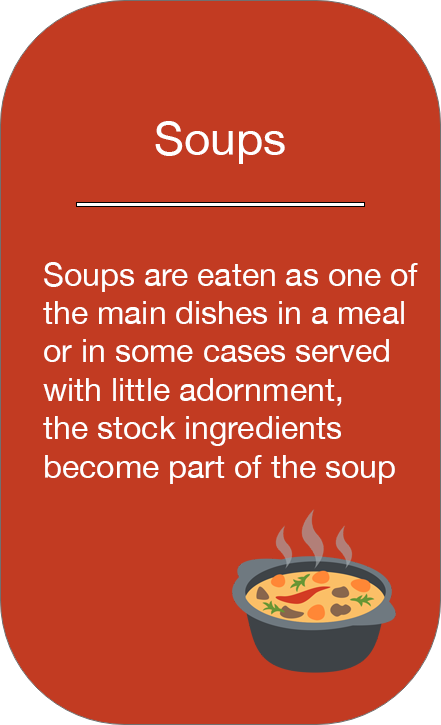 Soups
Soups are eaten as one of
the main dishes in a meal
or in some cases served
with little adornment,
the stock ingredients
become part of the soup